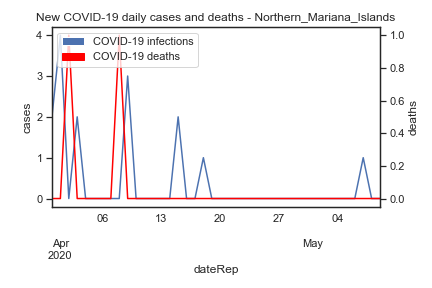 New COVID-19 daily cases and deaths - Northern_Mariana_Islands
COVID-19 infections
COVID-19 deaths
cases
4
3
2
1
0
deaths
1.0
0.8
0.6
0.4
0.2
0.0
06
13
20
27
04
Apr
2020
May
dateRep